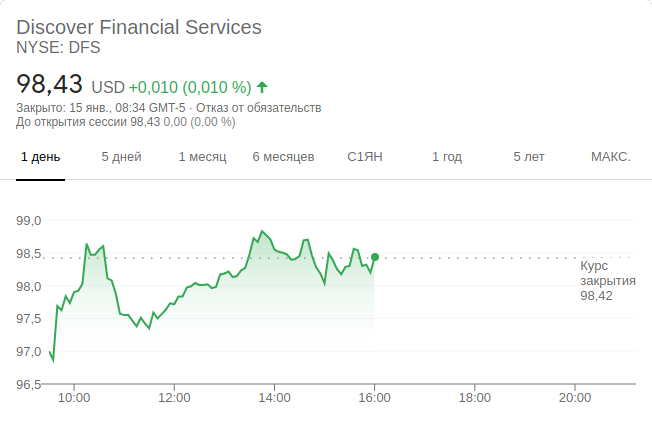 Discover Financial Services
NYSE: DFS
98,43 USD +0,010 (0,010 %)
Закрыто: 15 янв., 08:34 GMT-5 · Отказ от обязательств
До открытия сессии 98,43 0,00 (0,00 %)
1 день 5 дней 1 месяц 6 месяцев С1ЯН 1 год 5 лет МАКС.
99,0
98,5
Курс
закрытия
98,42
98,0
97,5
97,0
96,5
10:00 12:00 14:00 16:00 18:00 20:00